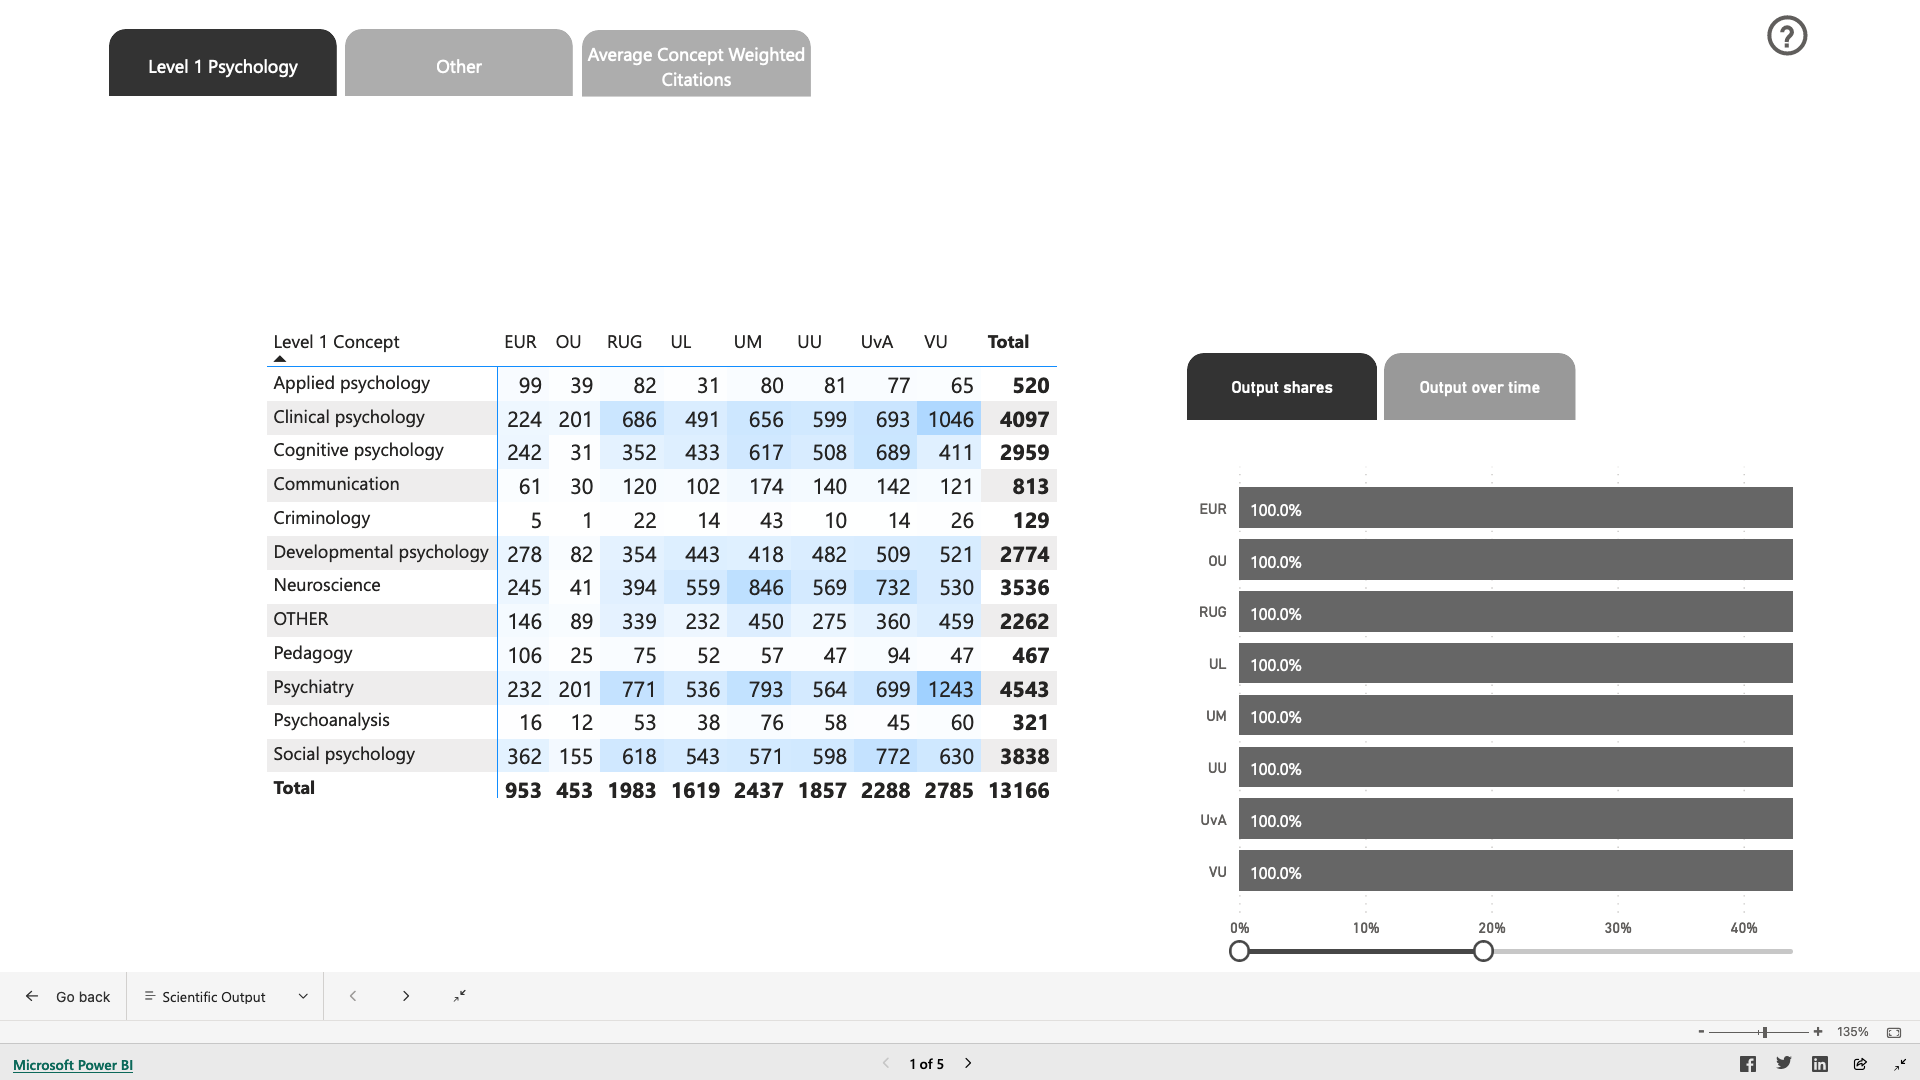 Level 1 Psychology
Other
Average Concept Weighted
Citations
?
Level 1 Concept EUR OU RUG UL UM UU UvA VU Total
Applied psychology 99 39 82 31 80 81 77 65 520
Clinical psychology 224 201 686 491 656 599 693 1046 4097
Cognitive psychology 242 31 352 433 617 508 689 411 2959
Communication 61 30 120 102 174 140 142 121 813
Criminology 5 1 22 14 43 10 14 26 129
Developmental psychology 278 82 354 443 418 482 509 521 2774
Neuroscience 245 41 394 559 846 569 732 530 3536
OTHER 146 89 339 232 450 275 360 459 2262
Pedagogy 106 25 75 52 57 47 94 47 467
Psychiatry 232 201 771 536 793 564 699 1243 4543
Psychoanalysis 16 12 53 38 76 58 45 60 321
Social psychology 362 155 618 543 571 598 772 630 3838
Total 953 453 1983 1619 2437 1857 2288 2785 13166
Output shares
Output over time
EUR 100.0%
OU 100.0%
RUG 100.0%
UL 100.0%
UM 100.0%
UU 100.0%
UvA 100.0%
VU 100.0%
0% 10% 20% 30% 40%
Go back
Scientific Output
- + 135%
Microsoft Power BI
1 of 5